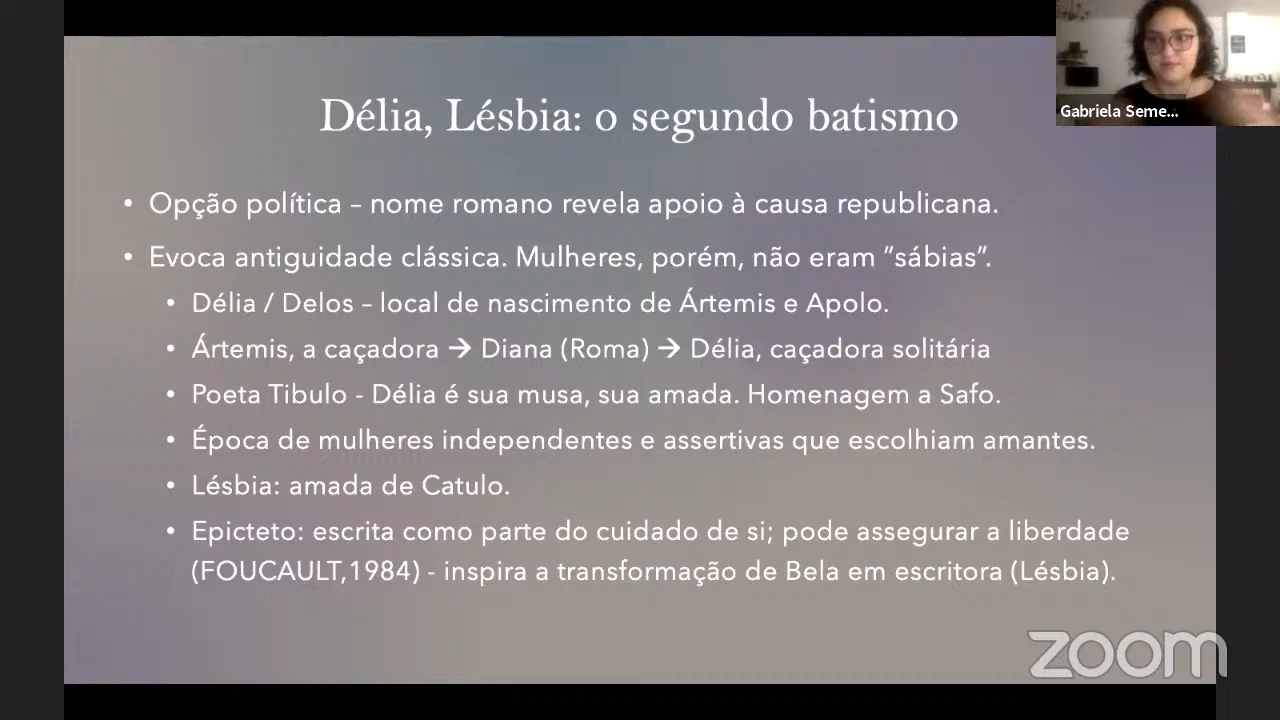 Délia, Lésbia: o segundo batismo
Gabriela Seme...
• Opção política – nome romano revela apoio à causa republicana.
• Evoca antiguidade clássica. Mulheres, porém, não eram “sábias”.
• Délia / Delos – local de nascimento de Ártemis e Apolo.
• Ártemis, a caçadora → Diana (Roma) → Délia, caçadora solitária
• Poeta Tibulo - Délia é sua musa, sua amada. Homenagem a Safo.
• Época de mulheres independentes e assertivas que escolhiam amantes.
• Lésbia: amada de Catulo.
• Epicteto: escrita como parte do cuidado de si; pode assegurar a liberdade
(FOUCAULT,1984) - inspira a transformação de Bela em escritora (Lésbia).
zoom